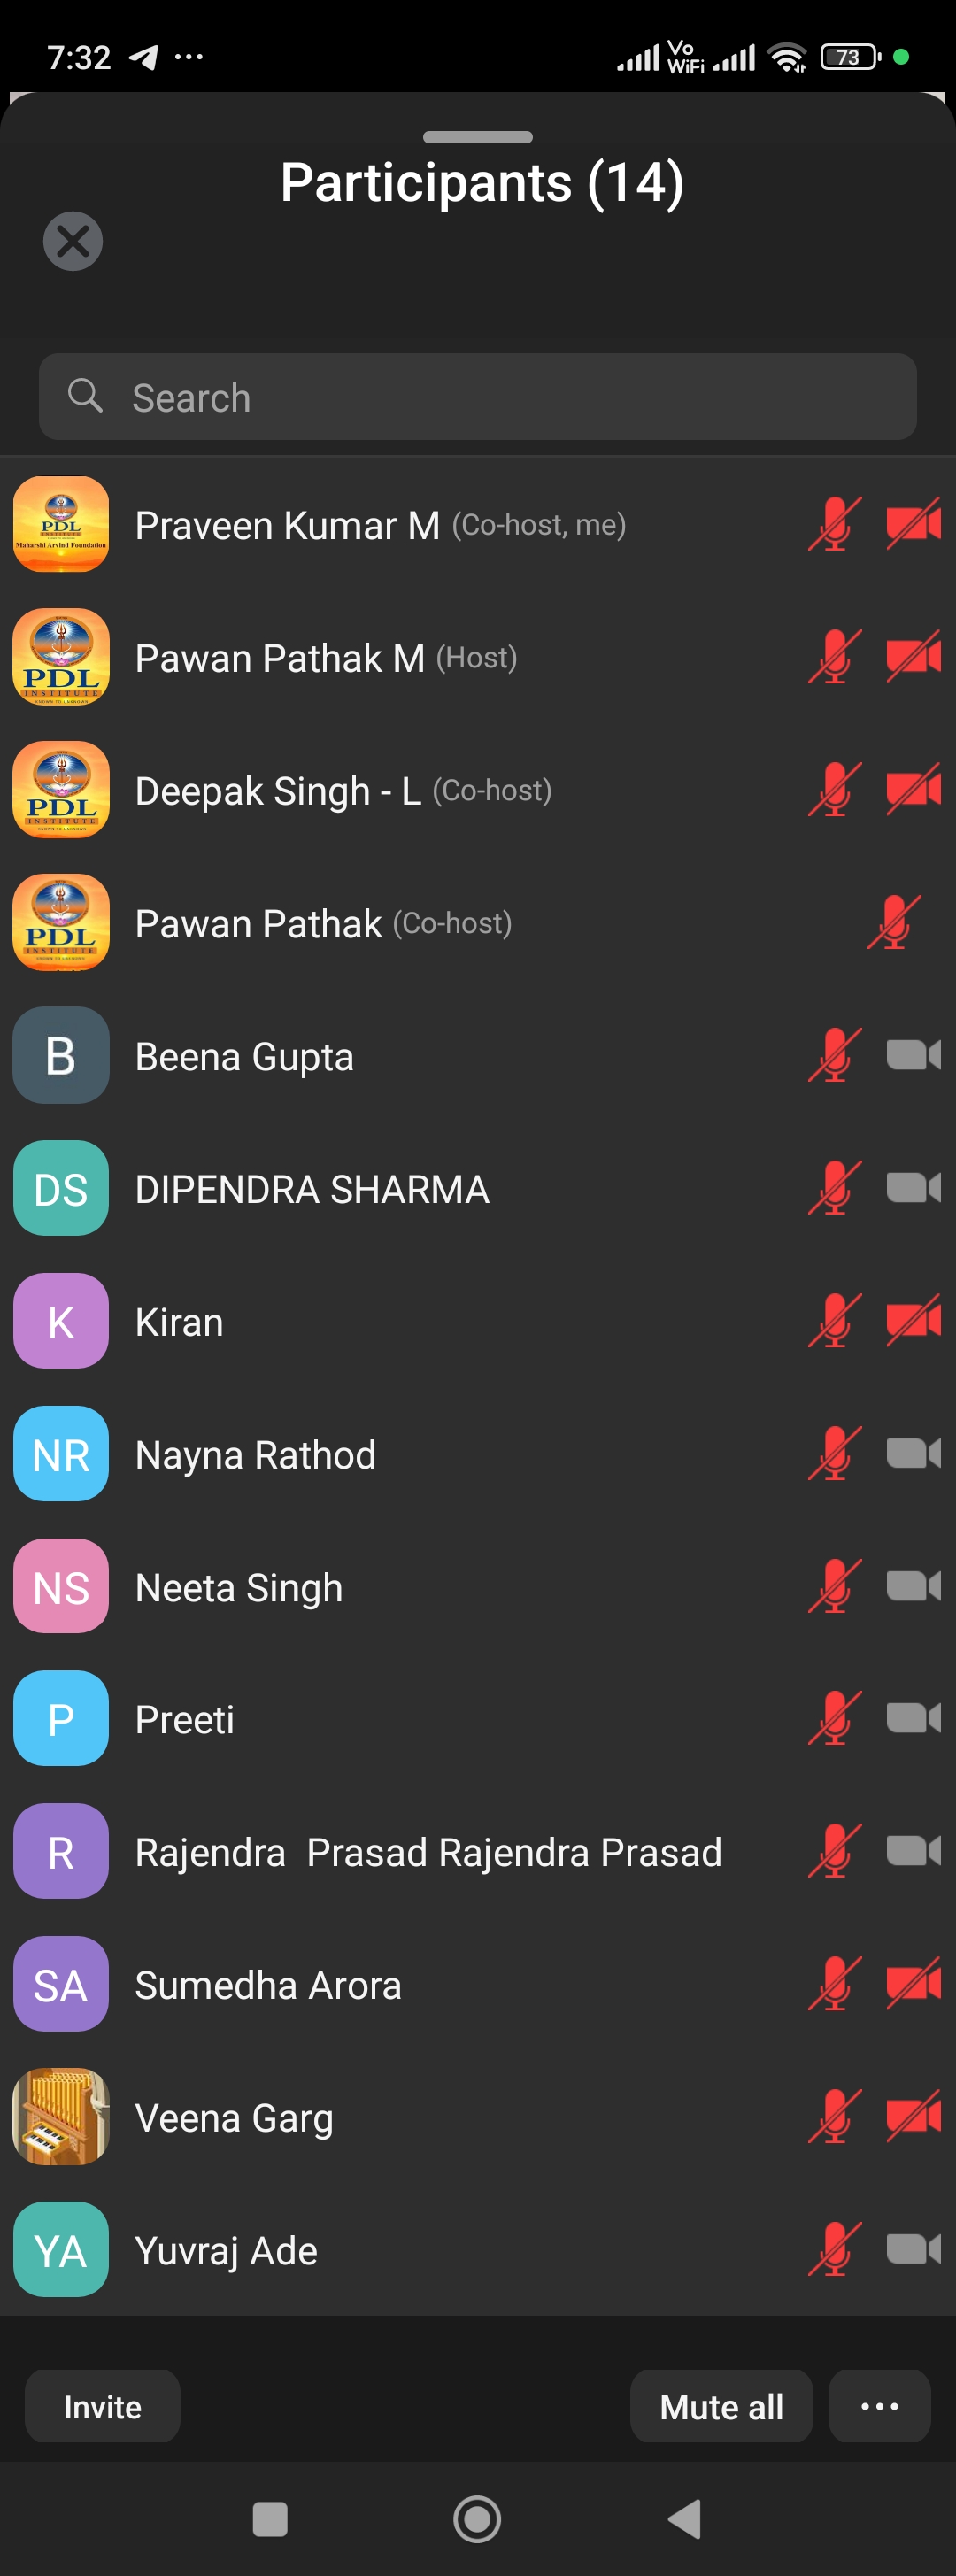 7:32
Vo
WiFi
73
Participants (14)
Search
PDL
Maharshi Arvind Foundation
Praveen Kumar M (Co-host, me)
PDL
INSTITUTE
KNOWN TO UNKNOWN
Pawan Pathak M (Host)
PDL
INSTITUTE
Deepak Singh - L (Co-host)
PDL
INSTITUTE
Pawan Pathak (Co-host)
B
Beena Gupta
DS
DIPENDRA SHARMA
K
Kiran
NR
Nayna Rathod
NS
Neeta Singh
P
Preeti
R
Rajendra  Prasad Rajendra Prasad
SA
Sumedha Arora
Veena Garg
YA
Yuvraj Ade
Invite
Mute all